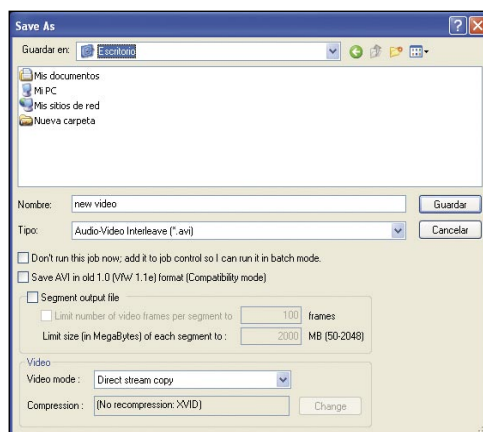 Save As
Guardar en: Escritorio
Mis documentos
Mi PC
Mis sitios de red
Nueva carpeta
Nombre: new video Guardar
Tipo: Audio-Video Interleave (*.avi) Cancelar
Don't run this job now; add it to job control so I can run it in batch mode.
Save AVI in old 1.0 (VfW 1.1e) format (Compatibility mode)
Segment output file
Limit number of video frames per segment to 100 frames
Limit size (in MegaBytes) of each segment to : 2000 MB (50-2048)
Video
Video mode : Direct stream copy
Compression : (No recompression: XVID) Change